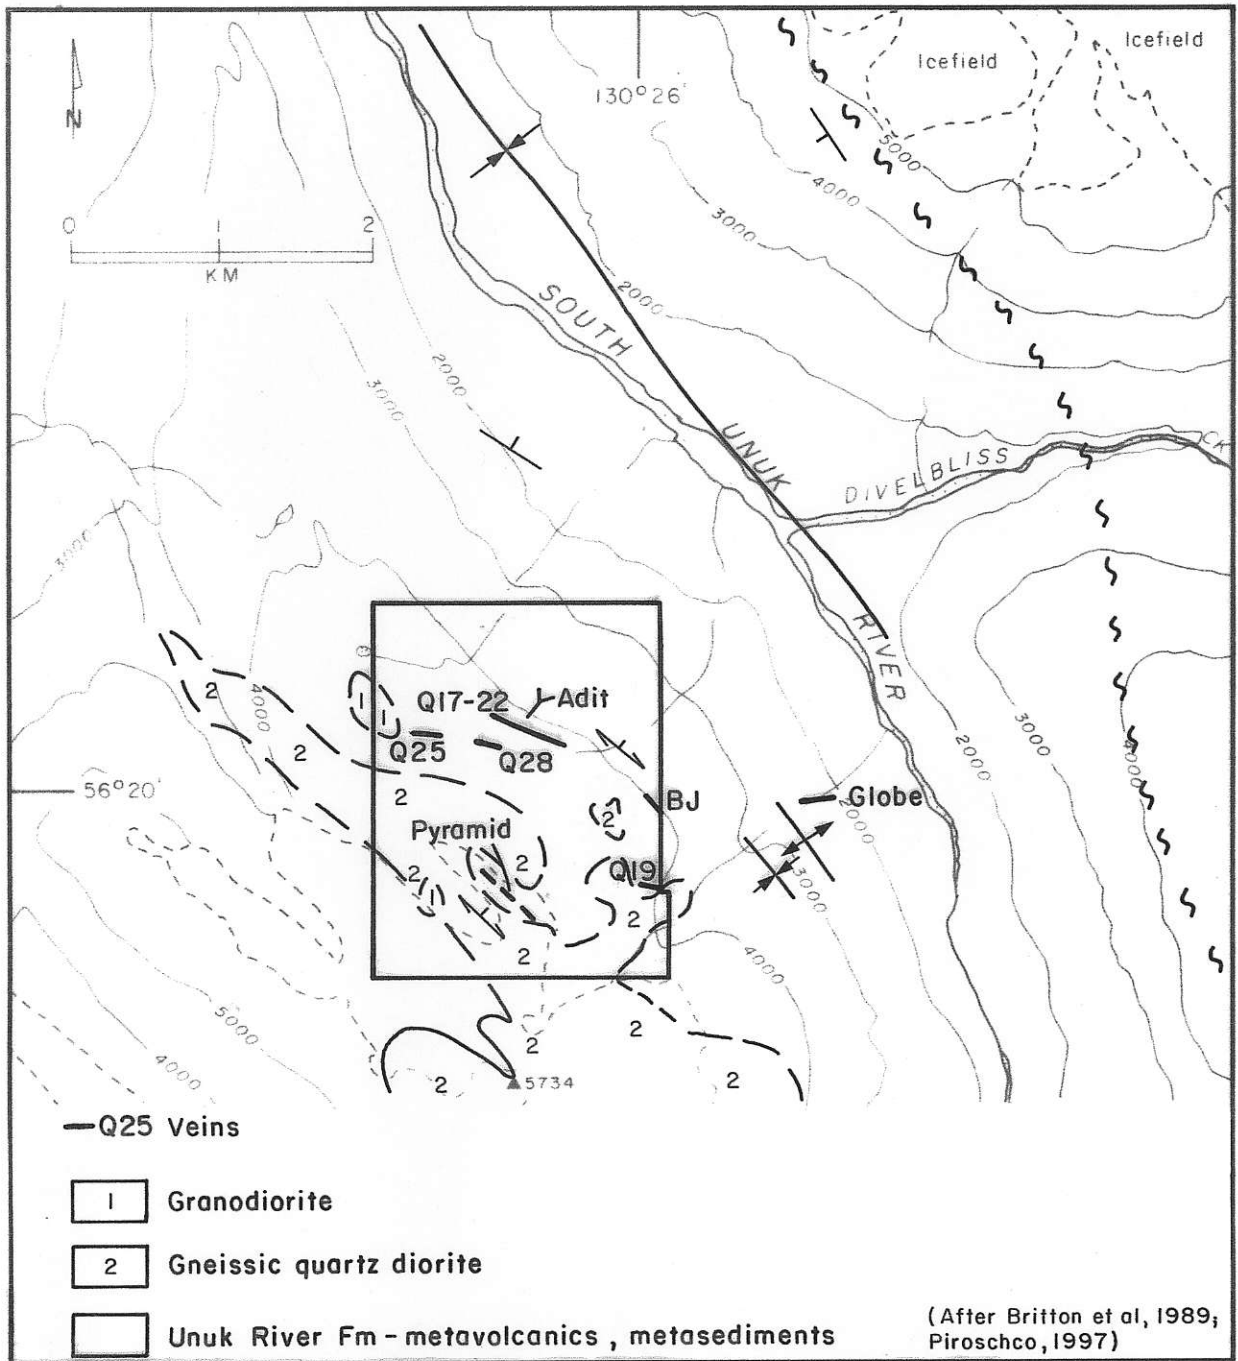 Icefield
Icefield
130° 26'
N
5000
4000
3000
0
2
KM
2000
SOUTH
2000
3000
UNUK
DIVELBLISS
CK
3000
RIVER
2
4000
1
1
Q17-22
Adit
2
Q25
Q28
2000
3000
4000
56° 20'
2
BJ
Globe
2
2000
Pyramid
2
2
Q19
3000
1
2
2
4000
5000
2
2
4000
2
5734
2
Q25 Veins
1 Granodiorite
2 Gneissic quartz diorite
Unuk River Fm - metavolcanics, metasediments
(After Britton et al, 1989;
Piroschco, 1997)